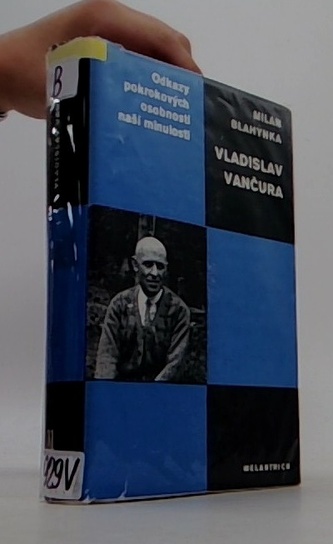 B
Odkazy
pokrokových
osobností
naší minulosti
MILAN
BLAHYNKA
VLADISLAV
VANČURA
MELANTRICH